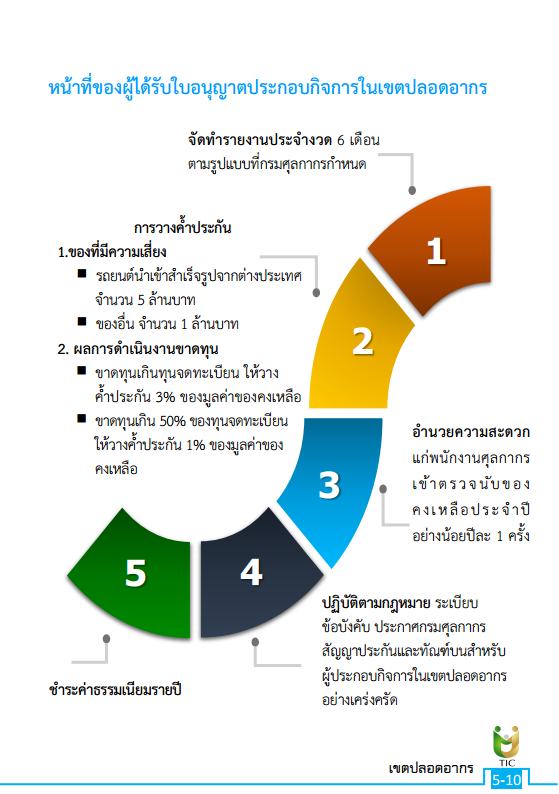 หน้าที่ของผู้ได้รับใบอนุญาตประกอบกิจการในเขตปลอดอากร
จัดทำรายงานประจำงวด 6 เดือน
ตามรูปแบบที่กรมศุลกากรกำหนด
1
การวางค้ำประกัน
1.ของที่มีความเสี่ยง
■ รถยนต์นำเข้าสำเร็จรูปจากต่างประเทศ
จำนวน 5 ล้านบาท
■ ของอื่น จำนวน 1 ล้านบาท
2. ผลการดำเนินงานขาดทุน
■ ขาดทุนเกินทุนจดทะเบียน ให้วาง
ค้ำประกัน 3% ของมูลค่าของคงเหลือ
■ ขาดทุนเกิน 50% ของทุนจดทะเบียน
ให้วางค้ำประกัน 1% ของมูลค่าของ
คงเหลือ
2
อำนวยความสะดวก
แก่พนักงานศุลกากร
เข้าตรวจนับของ
คงเหลือประจำปี
อย่างน้อยปีละ 1 ครั้ง
3
4
5
ปฏิบัติตามกฎหมาย ระเบียบ
ข้อบังคับ ประกาศกรมศุลกากร
สัญญาประกันและทัณฑ์บนสำหรับ
ผู้ประกอบกิจการในเขตปลอดอากร
อย่างเคร่งครัด
ชำระค่าธรรมเนียมรายปี
TIC
เขตปลอดอากร
5-10